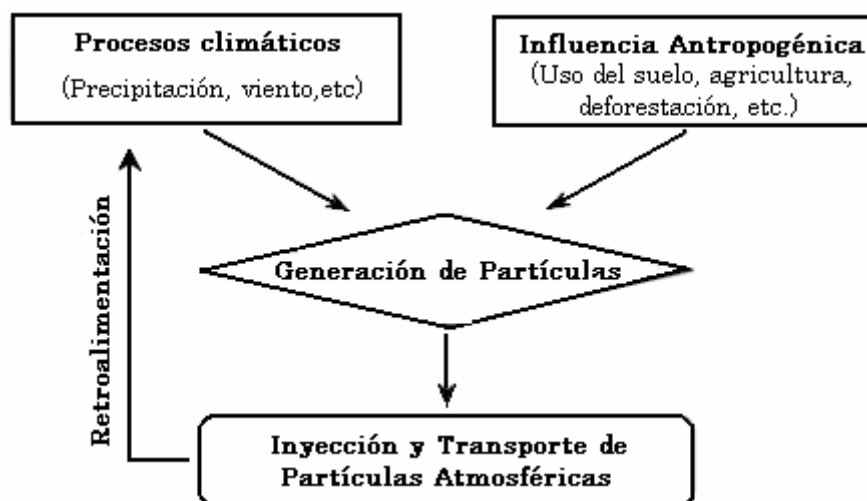 Procesos climáticos
(Precipitación, viento,etc)
Influencia Antropogénica
(Uso del suelo, agricultura,
deforestación, etc.)
Retroalimentación
Generación de Partículas
Inyección y Transporte de
Partículas Atmosféricas